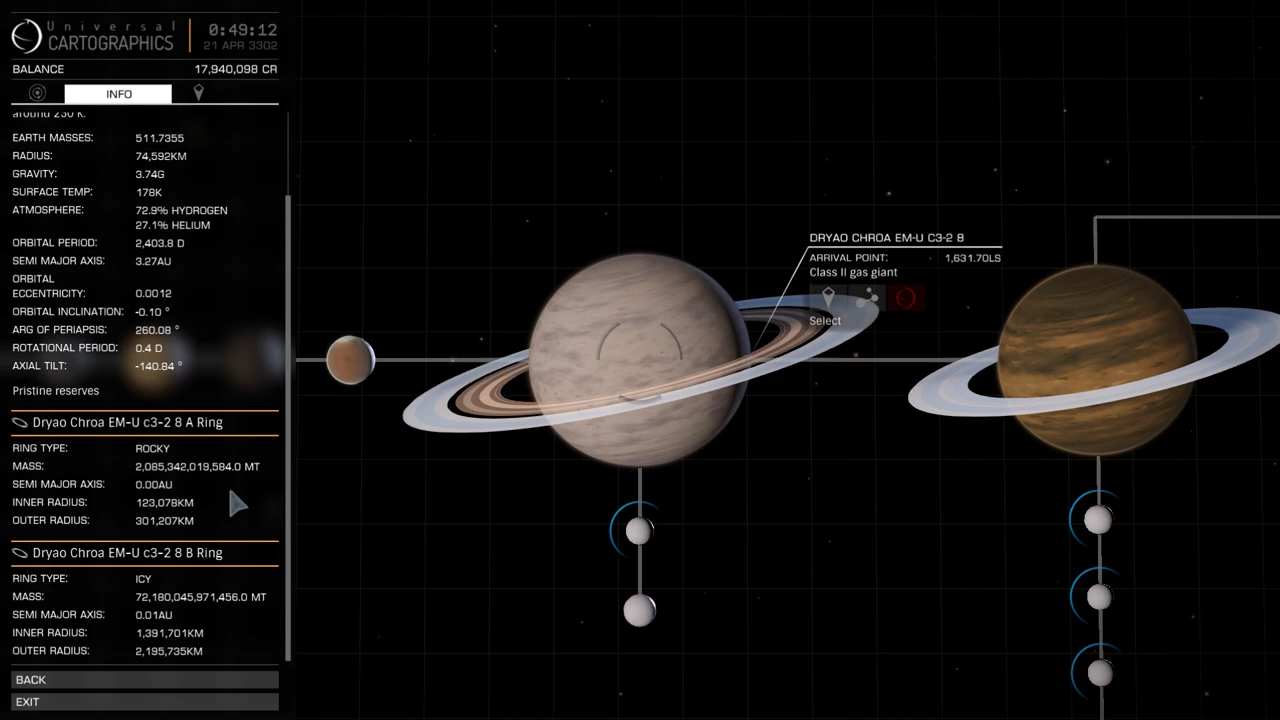 Universal
CARTOGRAPHICS
0:49:12
21 APR 3302
BALANCE 17,940,098 CR
INFO
around 250 K.
EARTH MASSES: 511.7355
RADIUS: 74,592KM
GRAVITY: 3.74G
SURFACE TEMP: 178K
ATMOSPHERE: 72.9% HYDROGEN
27.1% HELIUM
ORBITAL PERIOD: 2,403.8 D
SEMI MAJOR AXIS: 3.27AU
ORBITAL
ECCENTRICITY: 0.0012
ORBITAL INCLINATION: -0.10 °
ARG OF PERIAPSIS: 260.08 °
ROTATIONAL PERIOD: 0.4 D
AXIAL TILT: -140.84 °
Pristine reserves
Dryao Chroa EM-U c3-2 8 A Ring
RING TYPE: ROCKY
MASS: 2,085,342,019,584.0 MT
SEMI MAJOR AXIS: 0.00AU
INNER RADIUS: 123,078KM
OUTER RADIUS: 301,207KM
Dryao Chroa EM-U c3-2 8 B Ring
RING TYPE: ICY
MASS: 72,180,045,971,456.0 MT
SEMI MAJOR AXIS: 0.01AU
INNER RADIUS: 1,391,701KM
OUTER RADIUS: 2,195,735KM
BACK
EXIT
DRYAO CHROA EM-U C3-2 8
ARRIVAL POINT: 1,631.70LS
Class II gas giant
Select